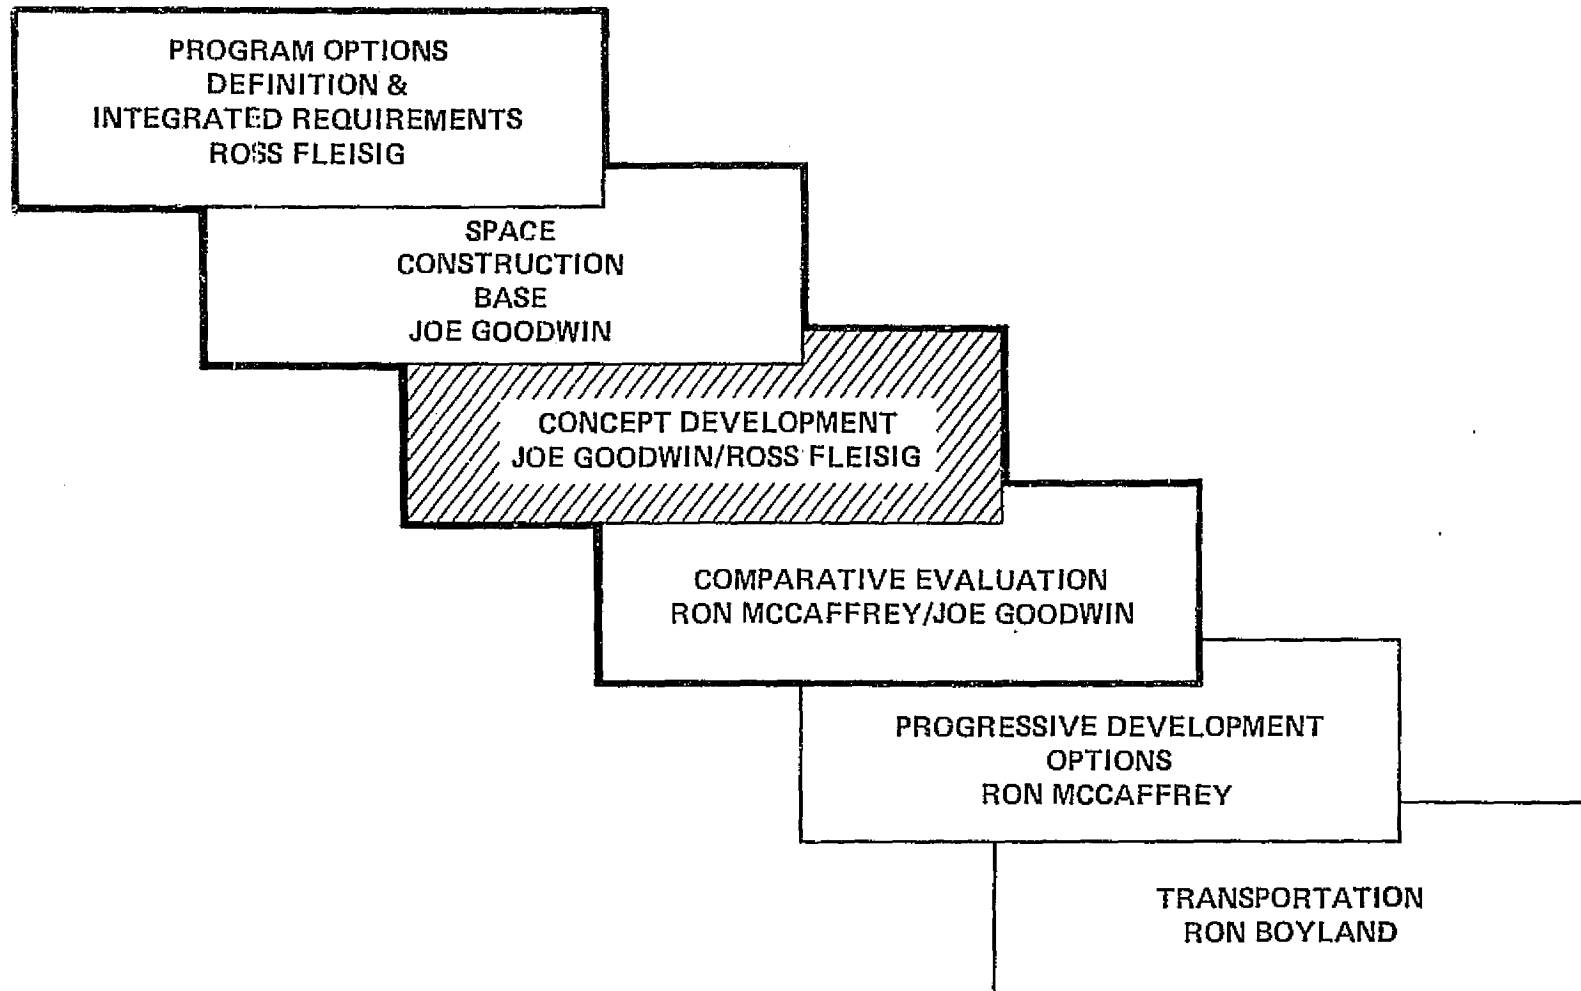 PROGRAM OPTIONS
DEFINITION &
INTEGRATED REQUIREMENTS
ROSS FLEISIG
SPACE
CONSTRUCTION
BASE
JOE GOODWIN
CONCEPT DEVELOPMENT
JOE GOODWIN/ROSS FLEISIG
COMPARATIVE EVALUATION
RON MCCAFFREY/JOE GOODWIN
PROGRESSIVE DEVELOPMENT
OPTIONS
RON MCCAFFREY
TRANSPORTATION
RON BOYLAND